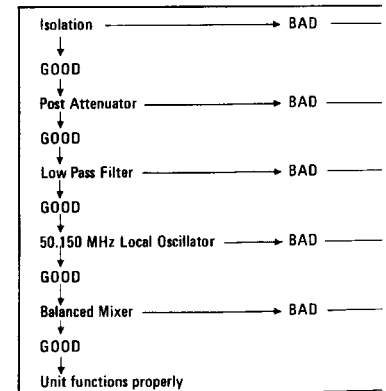 Isolation BAD
GOOD
Post Attenuator BAD
GOOD
Low Pass Filter BAD
GOOD
50.150 MHz Local Oscillator BAD
GOOD
Balanced Mixer BAD
GOOD
Unit functions properly